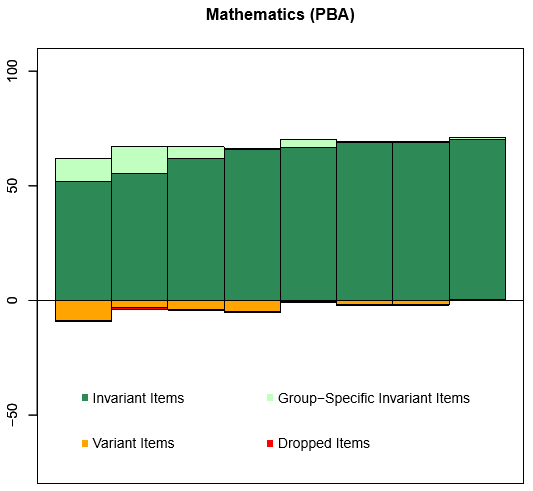 Mathematics (PBA)
100
50
0
−50
Invariant Items
Group−Specific Invariant Items
Variant Items
Dropped Items